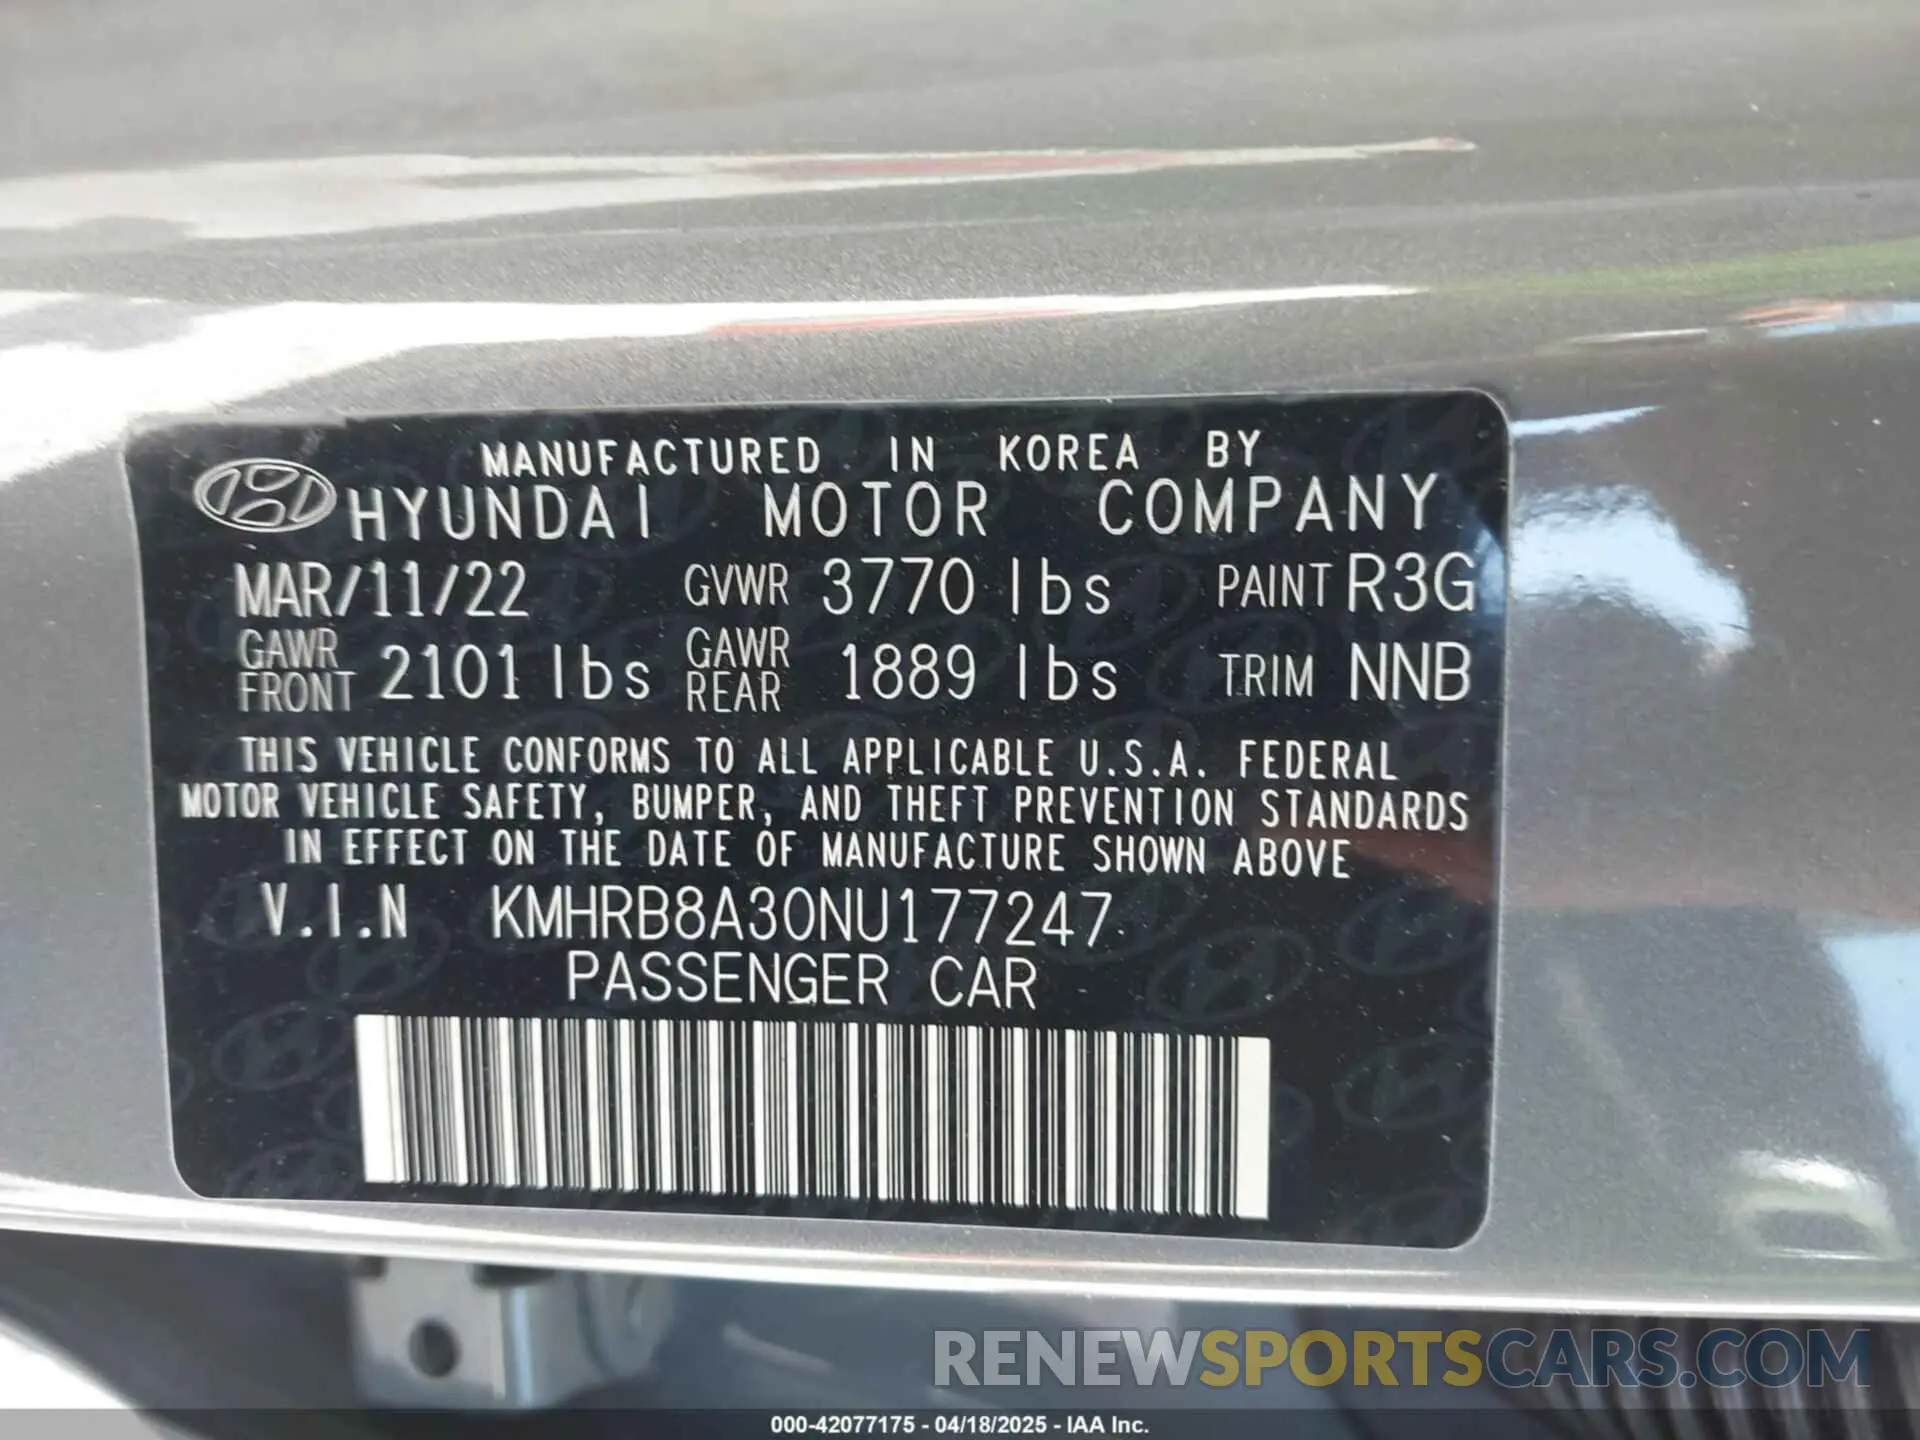 MANUFACTURED IN KOREA BY
HYUNDAI MOTOR COMPANY
MAR/11/22 GVWR 3770 lbs PAINT R3G
GAWR FRONT 2101 lbs GAWR REAR 1889 lbs TRIM NNB
THIS VEHICLE CONFORMS TO ALL APPLICABLE U.S.A. FEDERAL
MOTOR VEHICLE SAFETY, BUMPER, AND THEFT PREVENTION STANDARDS
IN EFFECT ON THE DATE OF MANUFACTURE SHOWN ABOVE
V.I.N KMHRB8A30NU177247
PASSENGER CAR
RENEWSPORTSCARS.COM
000-42077175 - 04/18/2025 - IAA Inc.